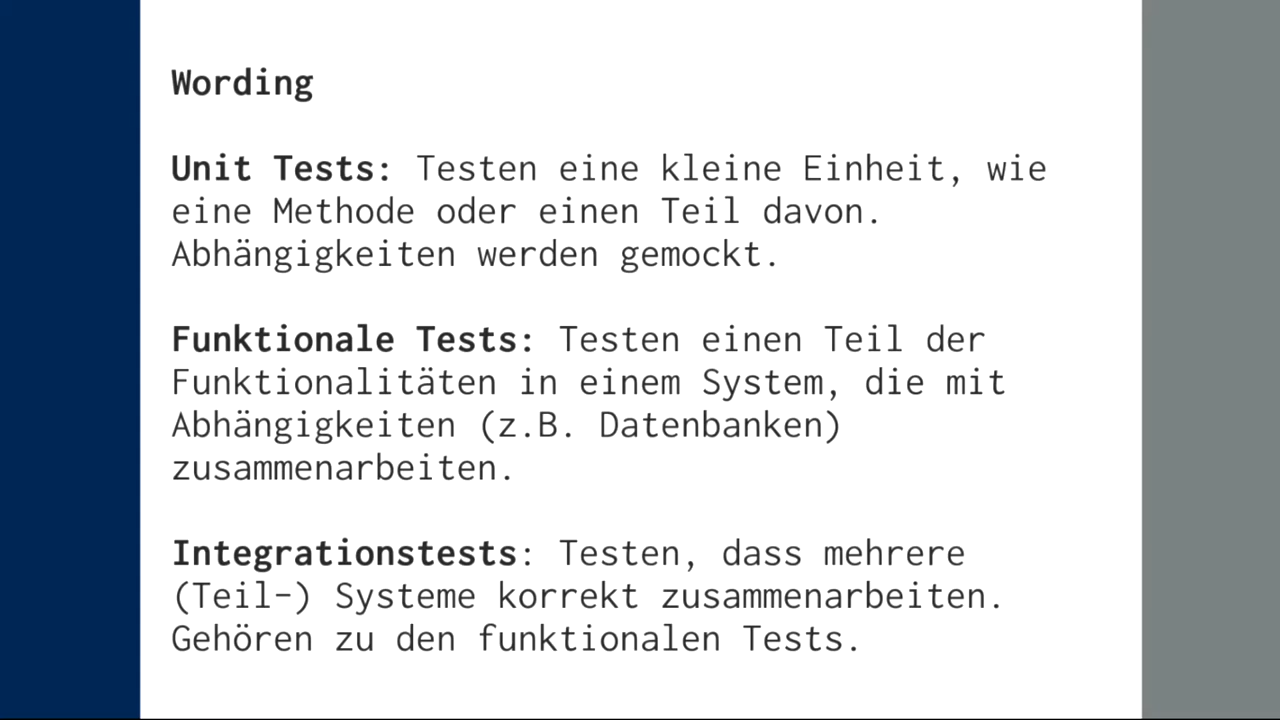 Wording
Unit Tests: Testen eine kleine Einheit, wie
eine Methode oder einen Teil davon.
Abhängigkeiten werden gemockt.
Funktionale Tests: Testen einen Teil der
Funktionalitäten in einem System, die mit
Abhängigkeiten (z.B. Datenbanken)
zusammenarbeiten.
Integrationstests: Testen, dass mehrere
(Teil-) Systeme korrekt zusammenarbeiten.
Gehören zu den funktionalen Tests.